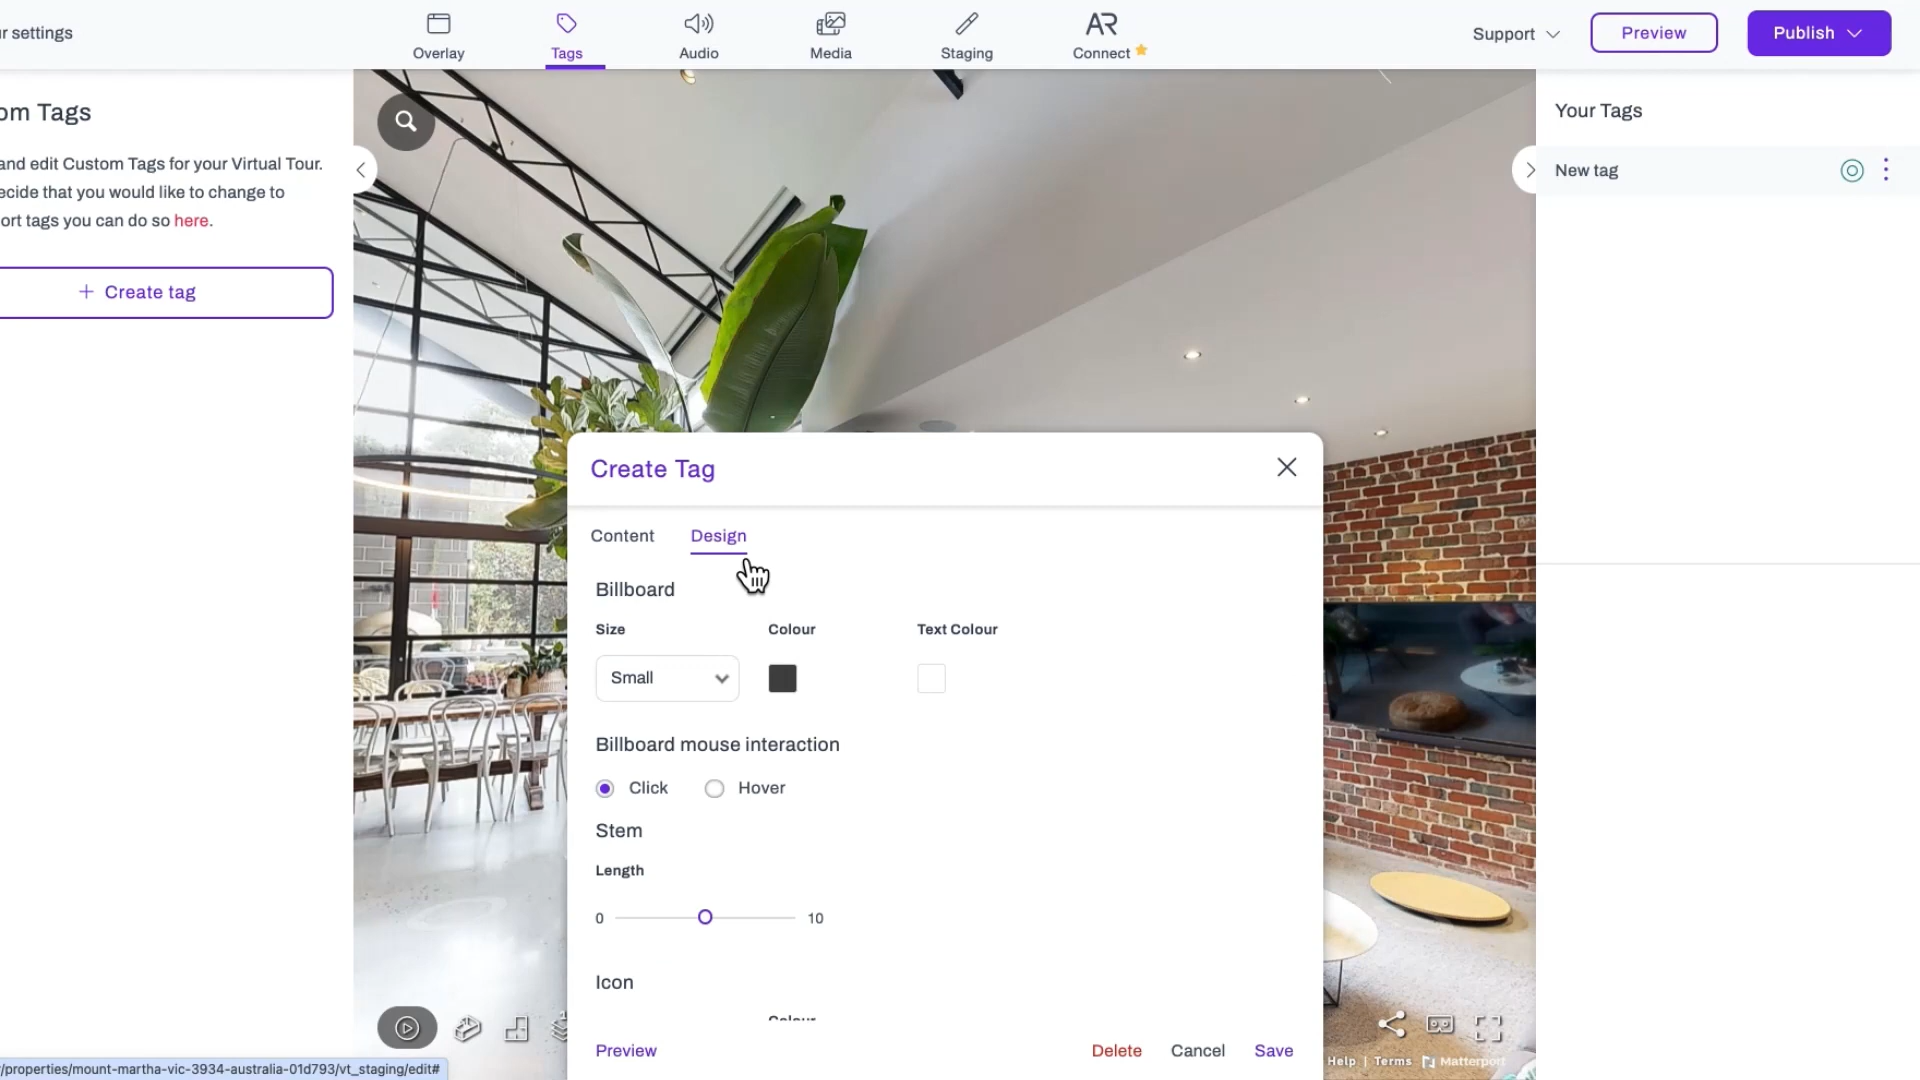 r settings
Overlay
Tags
Audio
Media
Staging
AR
Connect
Support
Preview
Publish
om Tags
and edit Custom Tags for your Virtual Tour.
ecide that you would like to change to
ort tags you can do so here.
+ Create tag
Your Tags
New tag
Create Tag
Content
Design
Billboard
Size
Colour
Text Colour
Small
Billboard mouse interaction
Click
Hover
Stem
Length
0
10
Icon
Colour
Preview
Delete
Cancel
Save
Help | Terms
Matterport
/properties/mount-martha-vic-3934-australia-01d793/vt_staging/edit#